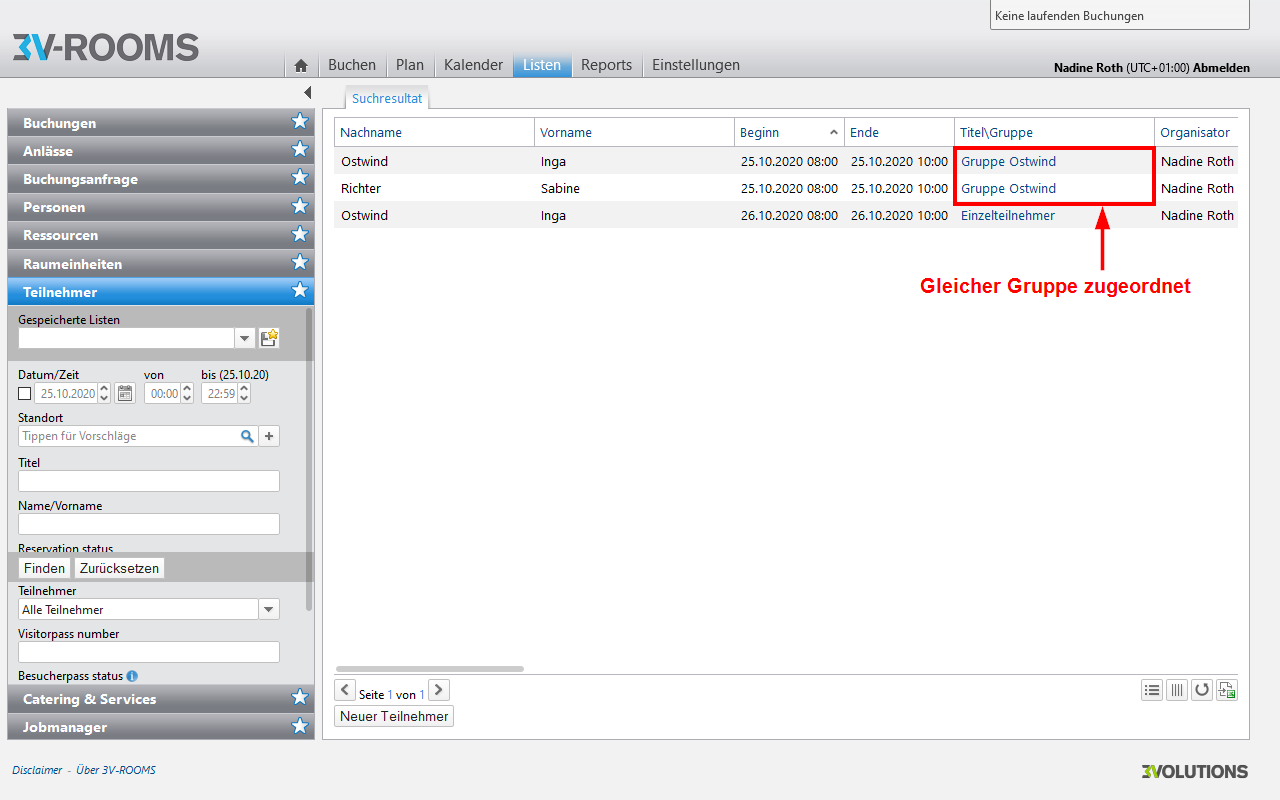 Keine laufenden Buchungen
3V-ROOMS
Buchen Plan Kalender Listen Reports Einstellungen
Nadine Roth (UTC+01:00) Abmelden
Suchresultat
Buchungen
Anlässe
Buchungsanfrage
Personen
Ressourcen
Raumeinheiten
Teilnehmer
Gespeicherte Listen
Datum/Zeit von bis (25.10.20)
25.10.2020 00:00 22:59
Standort
Tippen für Vorschläge
Titel
Name/Vorname
Reservation status
Finden Zurücksetzen
Teilnehmer
Alle Teilnehmer
Visitorpass number
Besucherpass status
Catering & Services
Jobmanager
Nachname Vorname Beginn Ende Titel\Gruppe Organisator
Ostwind Inga 25.10.2020 08:00 25.10.2020 10:00 Gruppe Ostwind Nadine Roth
Richter Sabine 25.10.2020 08:00 25.10.2020 10:00 Gruppe Ostwind Nadine Roth
Ostwind Inga 26.10.2020 08:00 26.10.2020 10:00 Einzelteilnehmer Nadine Roth
Gleicher Gruppe zugeordnet
Seite 1 von 1
Neuer Teilnehmer
Disclaimer - Über 3V-ROOMS
3VOLUTIONS